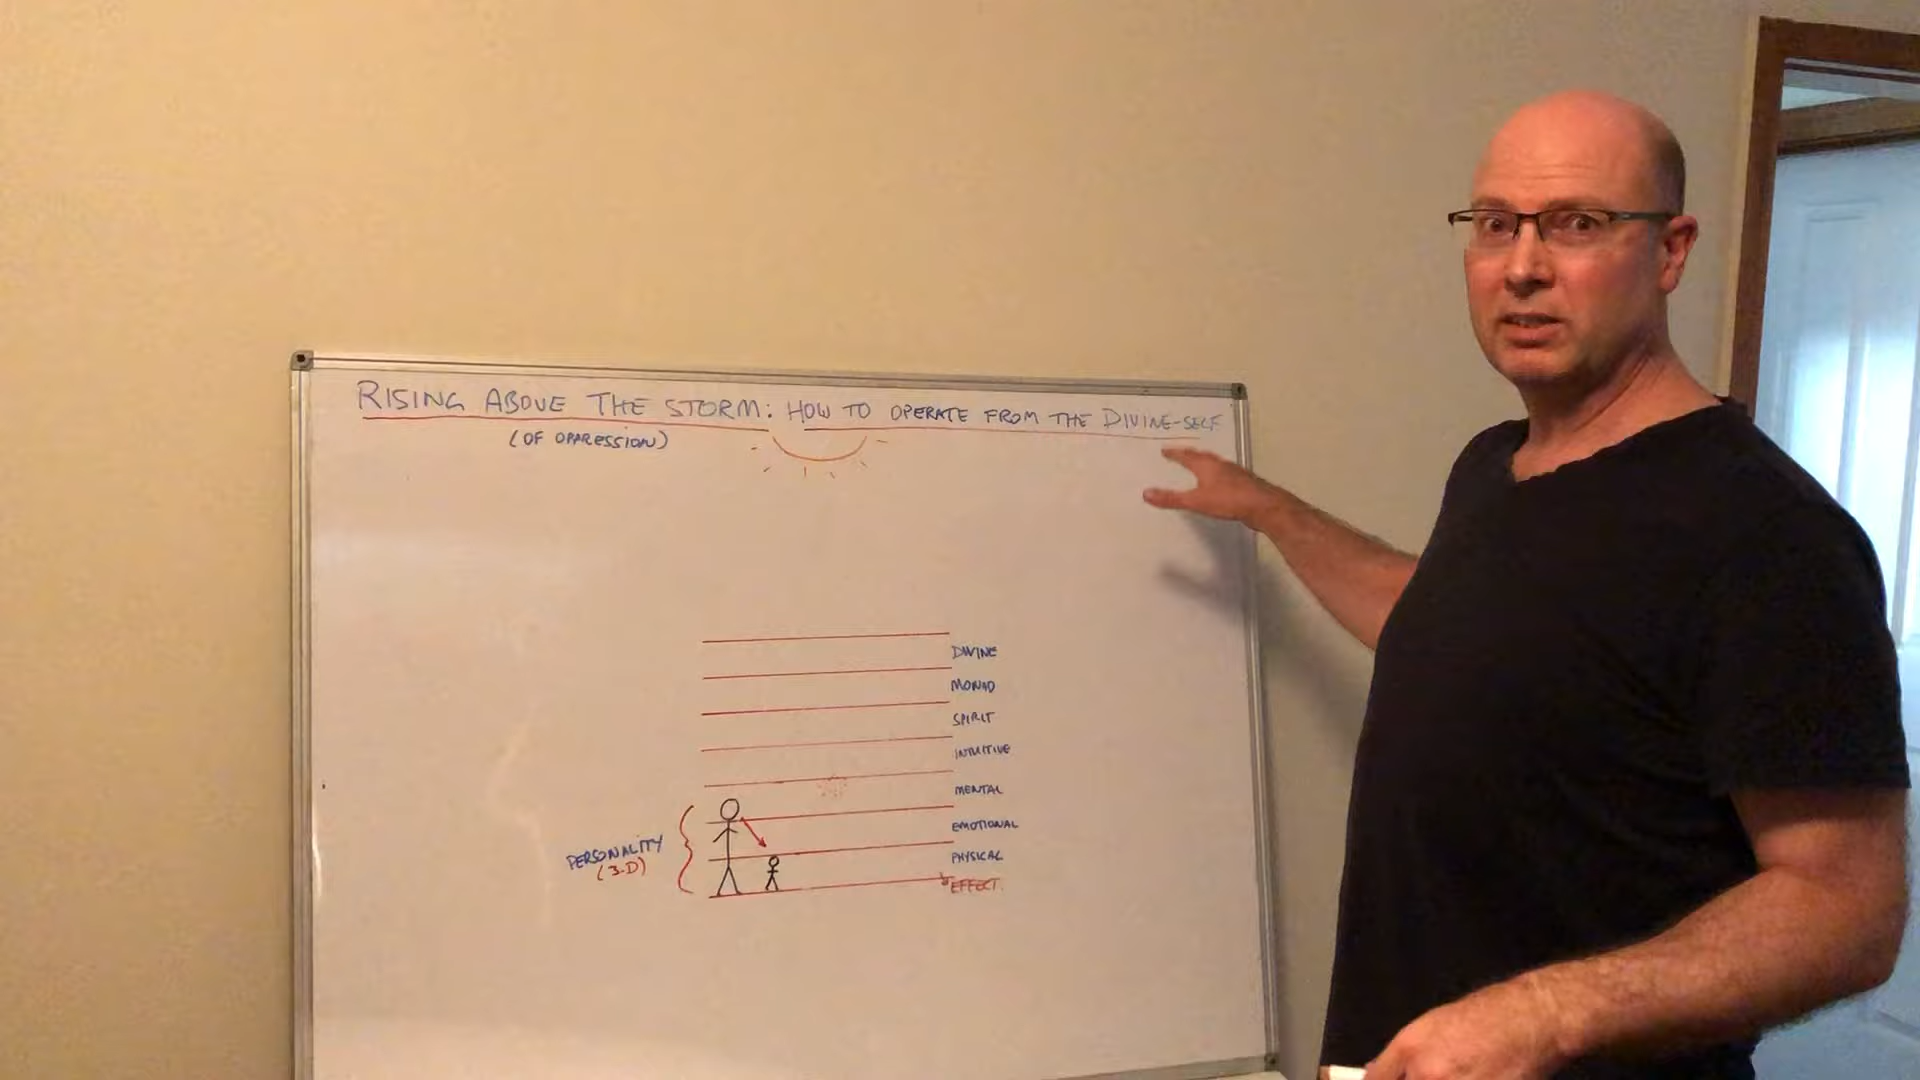 RISING ABOVE THE STORM: HOW TO OPERATE FROM THE DIVINE-SELF
(OF OPPRESSION)
DIVINE
MONAD
SPIRIT
INTUITIVE
MENTAL
EMOTIONAL
PERSONALITY
(3-D)
PHYSICAL
EFFECT.